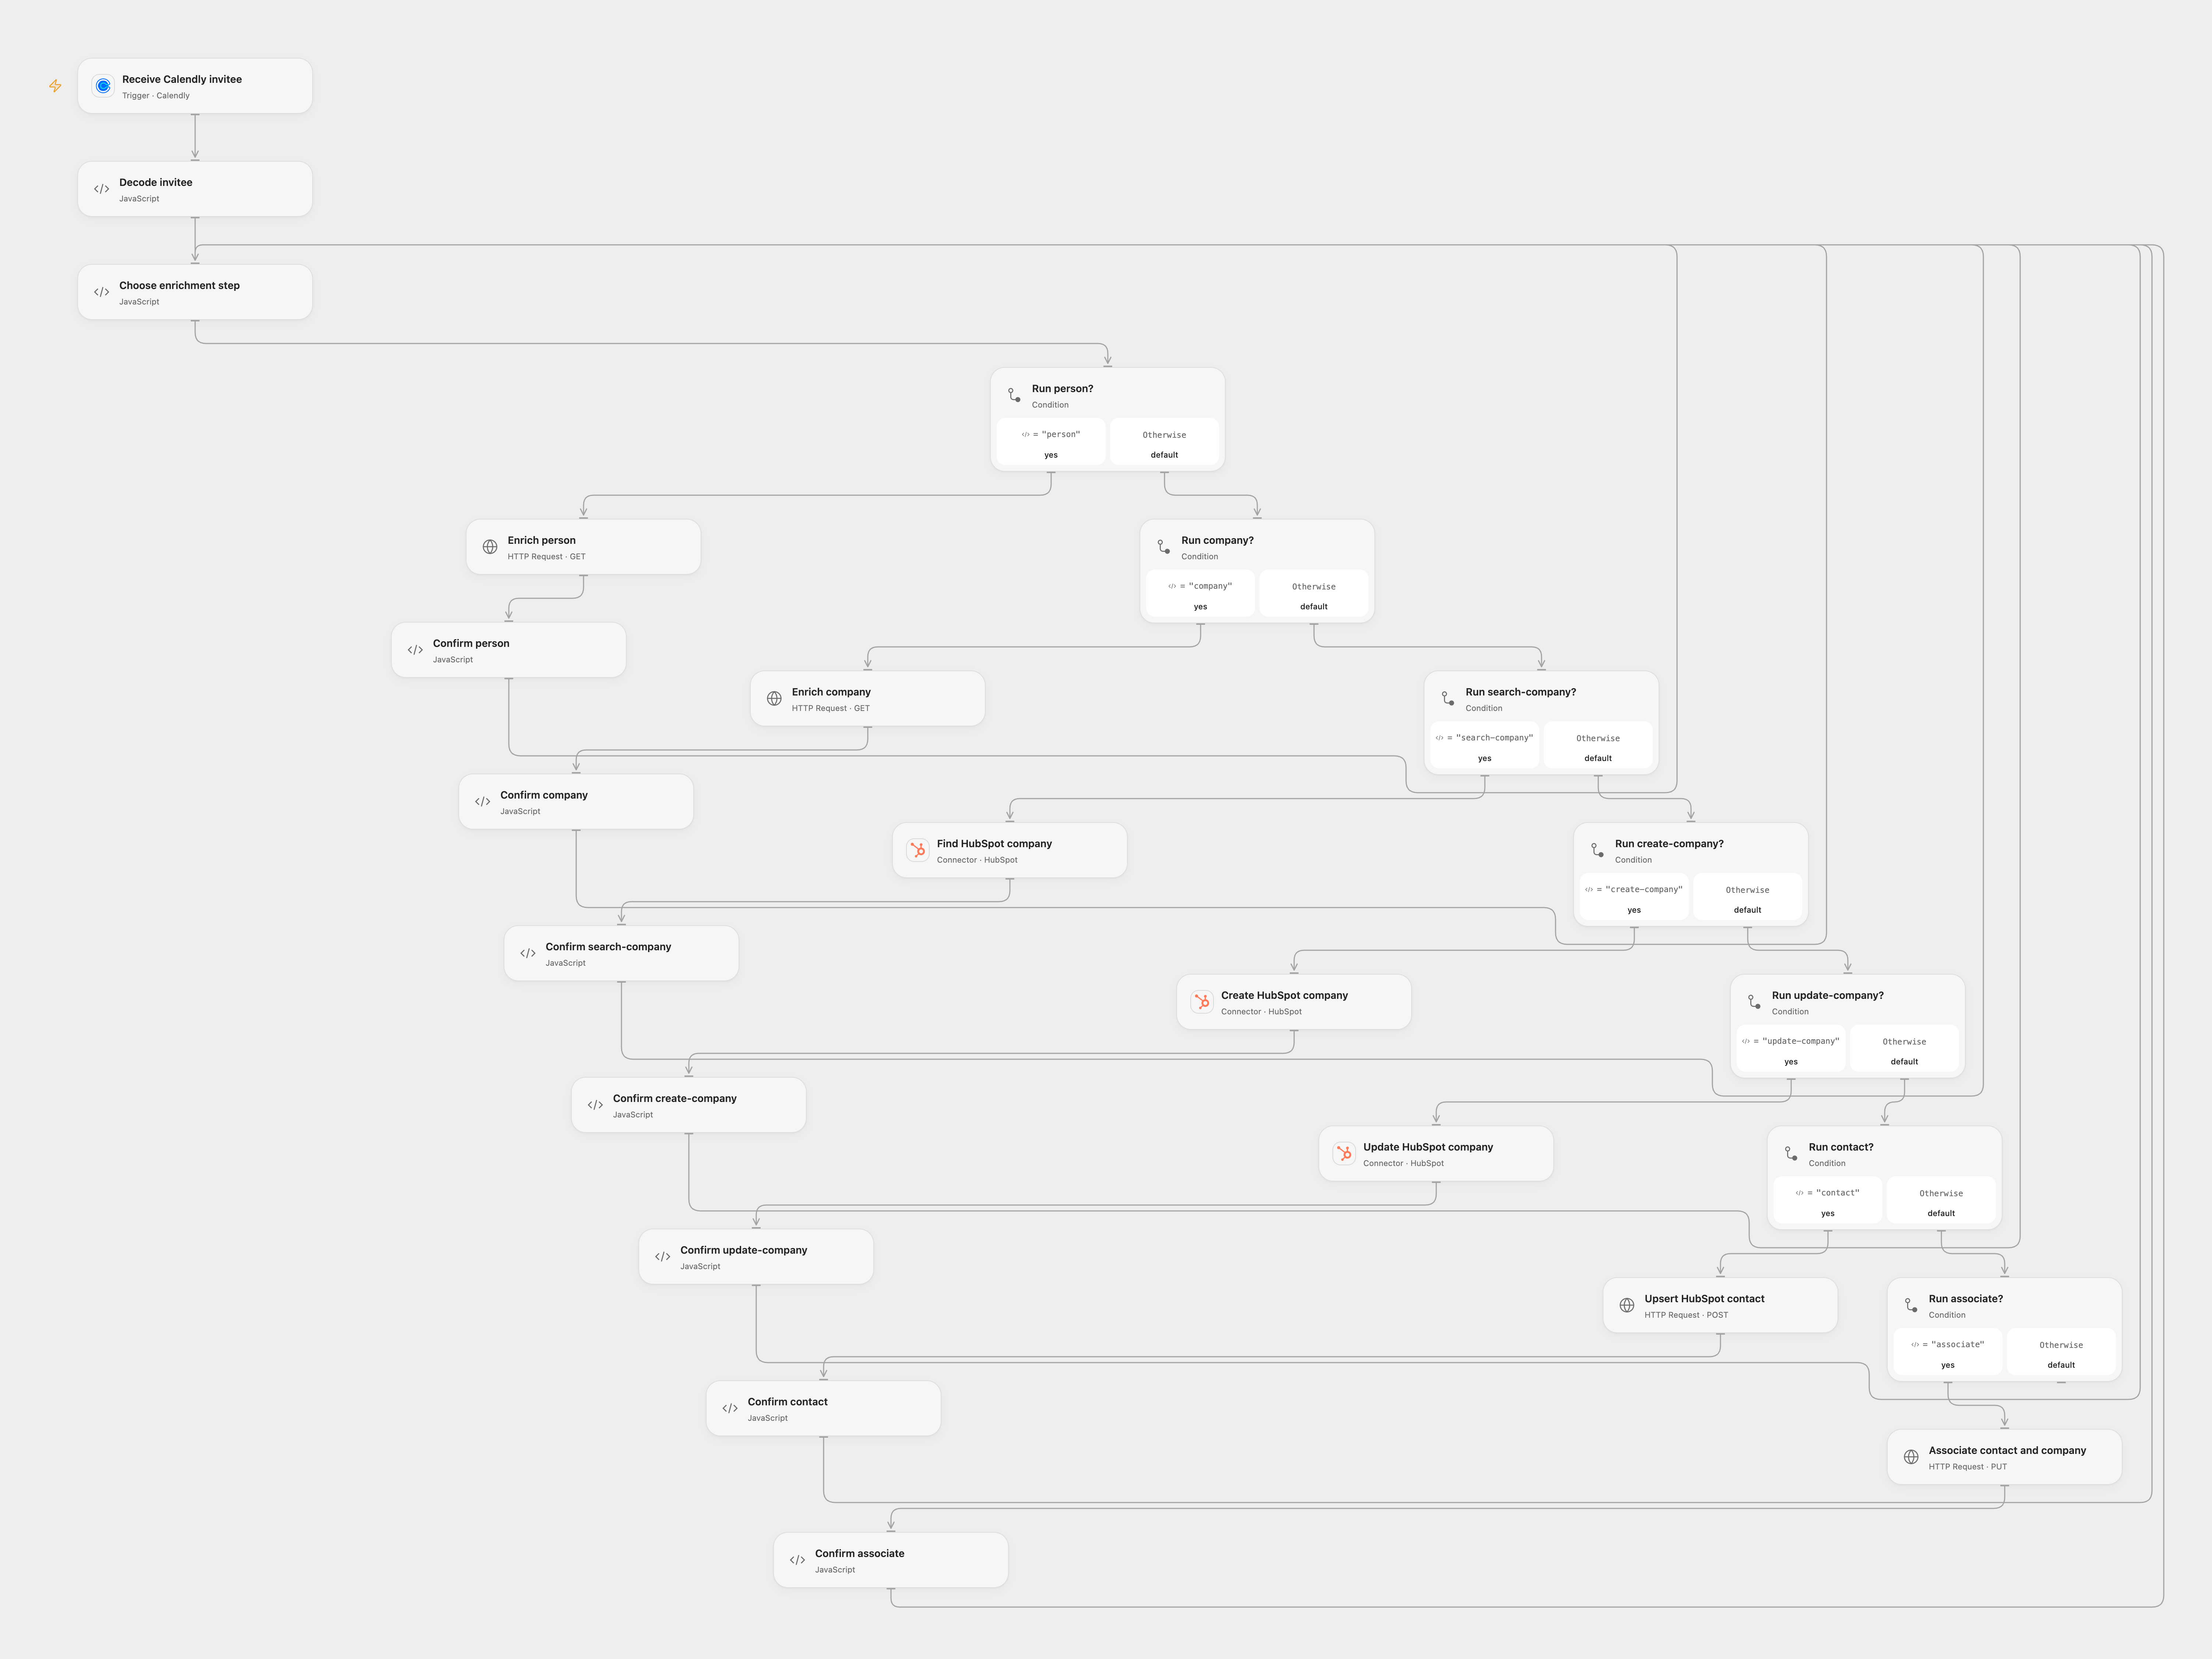 Receive Calendly invitee
Trigger · Calendly
Decode invitee
JavaScript
Choose enrichment step
JavaScript
Run person?
Condition
</> = "person"
Otherwise
yes
default
Enrich person
HTTP Request · GET
Run company?
Condition
</> = "company"
Otherwise
yes
default
Confirm person
JavaScript
Enrich company
HTTP Request · GET
Run search-company?
Condition
</> = "search-company"
Otherwise
yes
default
Confirm company
JavaScript
Find HubSpot company
Connector · HubSpot
Run create-company?
Condition
</> = "create-company"
Otherwise
yes
default
Confirm search-company
JavaScript
Create HubSpot company
Connector · HubSpot
Run update-company?
Condition
</> = "update-company"
Otherwise
yes
default
Confirm create-company
JavaScript
Update HubSpot company
Connector · HubSpot
Run contact?
Condition
</> = "contact"
Otherwise
yes
default
Confirm update-company
JavaScript
Upsert HubSpot contact
HTTP Request · POST
Run associate?
Condition
</> = "associate"
Otherwise
yes
default
Confirm contact
JavaScript
Associate contact and company
HTTP Request · PUT
Confirm associate
JavaScript